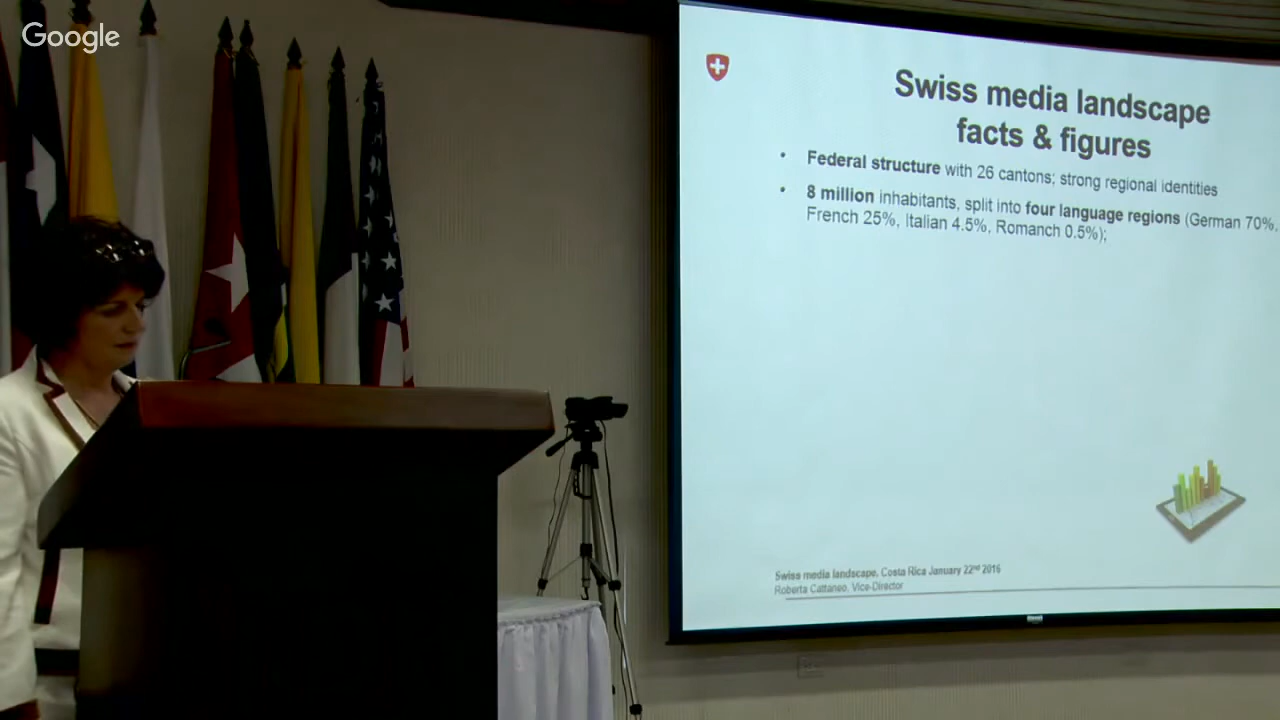 Google
Swiss media landscape
facts & figures
• Federal structure with 26 cantons; strong regional identities
• 8 million inhabitants, split into four language regions (German 70%,
French 25%, Italian 4.5%, Romanch 0.5%);
Swiss media landscape, Costa Rica January 22nd 2016
Roberta Cattaneo, Vice-Director